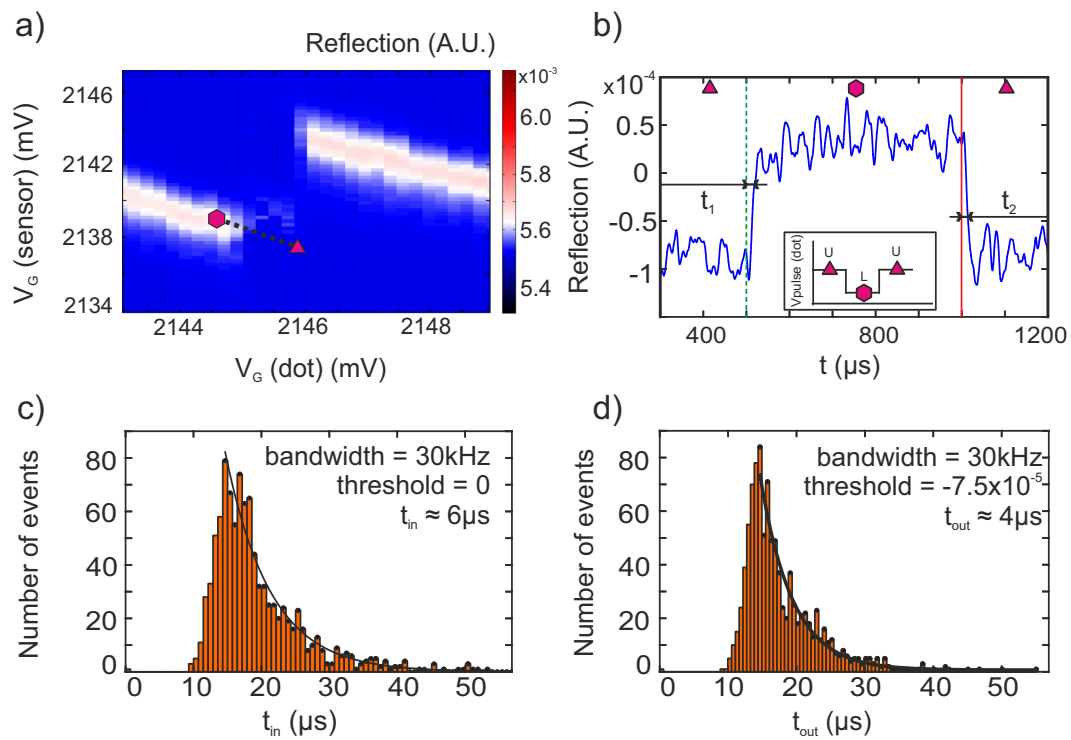 a)
Reflection (A.U.)
x10⁻³
6.0
5.8
5.6
5.4
2146
2142
2138
2134
V_G (sensor) (mV)
2144
2146
2148
V_G (dot) (mV)
b)
x10⁻⁴
0.5
0
-0.5
-1
Reflection (A.U.)
t₁
t₂
Vpulse (dot)
U
L
U
400
800
1200
t (µs)
c)
bandwidth = 30kHz
threshold = 0
t_in ≈ 6µs
80
60
40
20
0
Number of events
0
10
20
30
40
50
t_in (µs)
d)
bandwidth = 30kHz
threshold = -7.5x10⁻⁵
t_out ≈ 4µs
80
60
40
20
0
Number of events
0
10
20
30
40
50
t_out (µs)